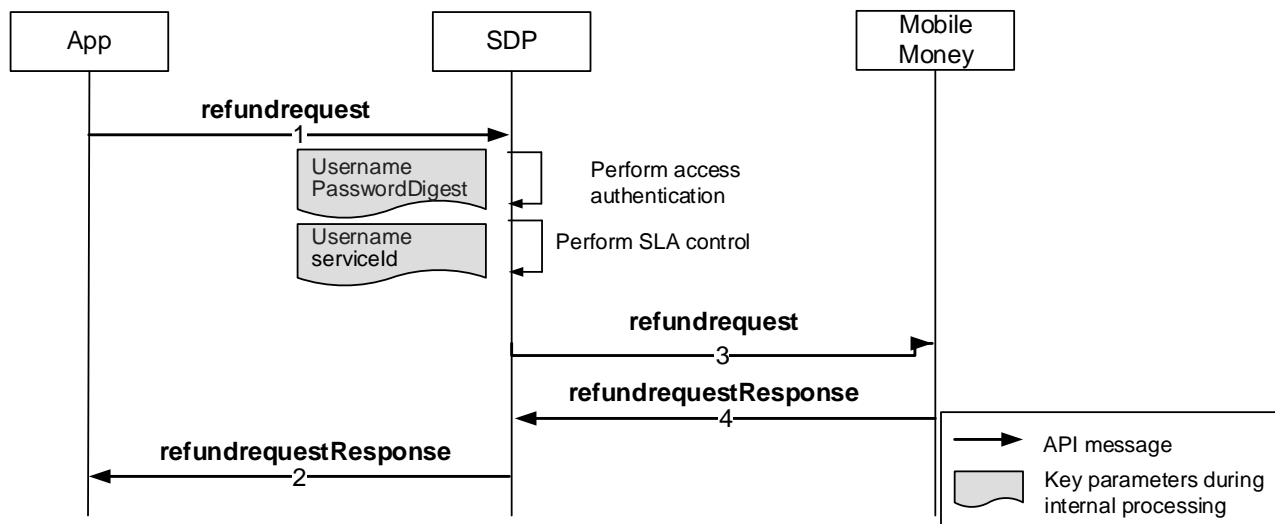 App
SDP
Mobile
Money
refundrequest
1
Username
PasswordDigest
Perform access
authentication
Username
serviceId
Perform SLA control
refundrequest
3
refundrequestResponse
4
refundrequestResponse
2
API message
Key parameters during
internal processing